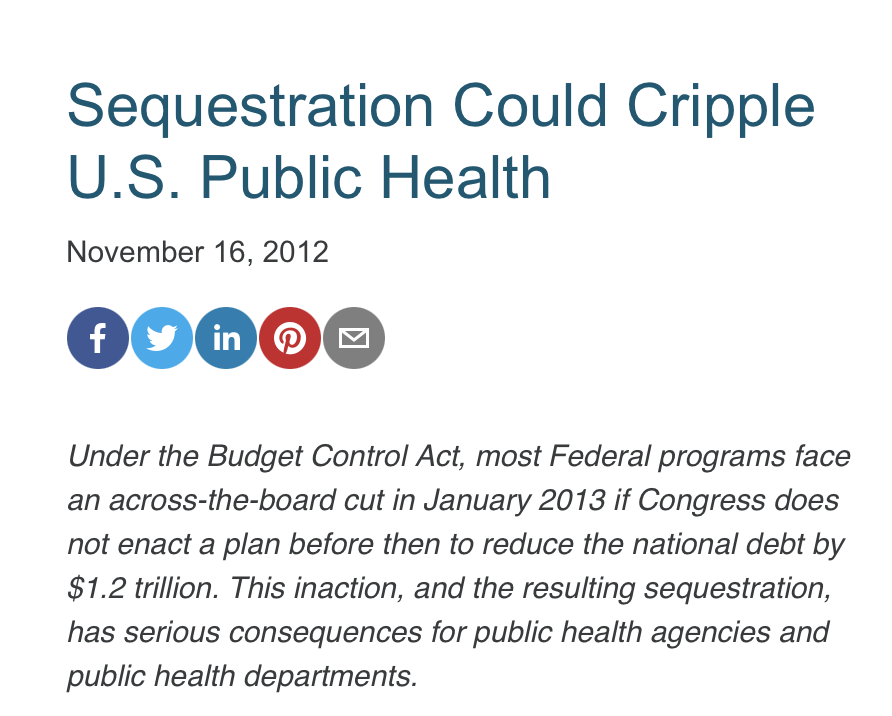 Sequestration Could Cripple
U.S. Public Health
November 16, 2012
f
in
Under the Budget Control Act, most Federal programs face
an across-the-board cut in January 2013 if Congress does
not enact a plan before then to reduce the national debt by
$1.2 trillion. This inaction, and the resulting sequestration,
has serious consequences for public health agencies and
public health departments.